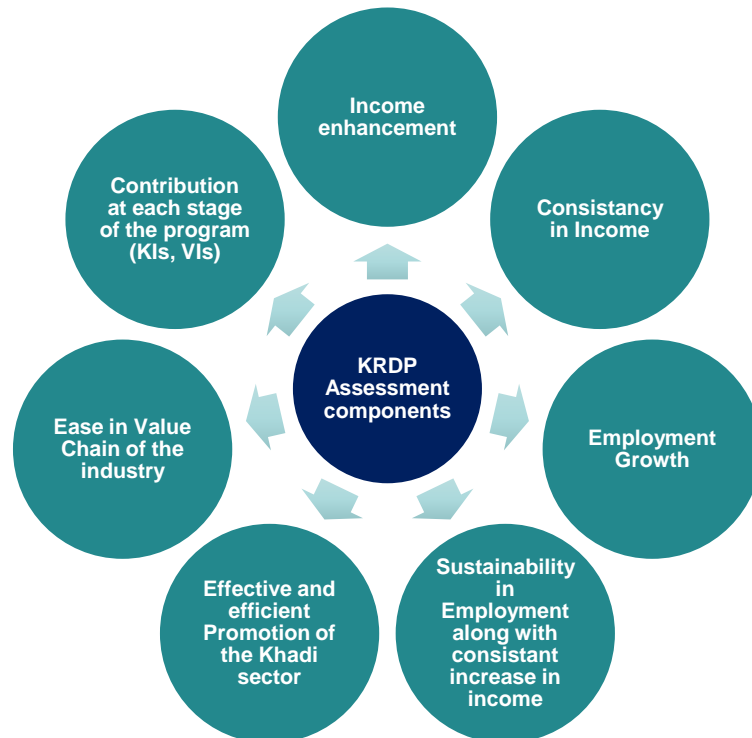 Income
enhancement
Consistancy
in Income
Employment
Growth
Sustainability
in
Employment
along with
consistant
increase in
income
Effective and
efficient
Promotion of
the Khadi
sector
Ease in Value
Chain of the
industry
Contribution
at each stage
of the program
(KIs, VIs)
KRDP
Assessment
components